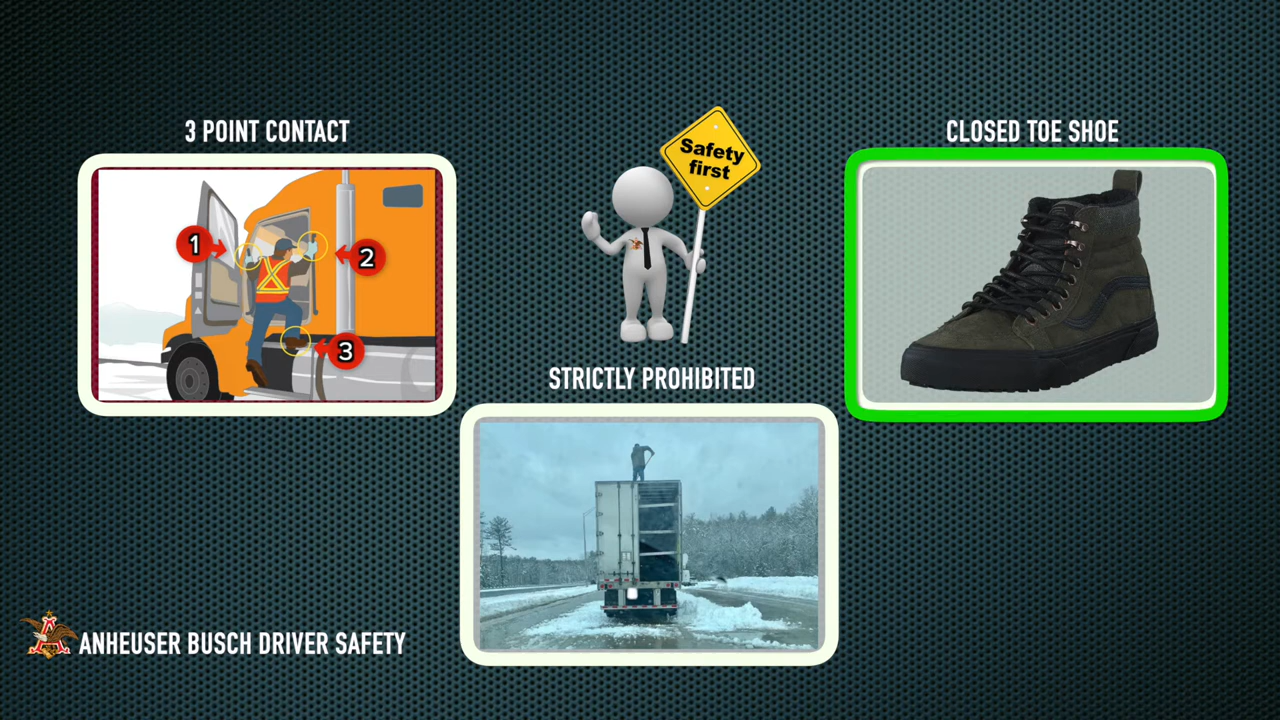 3 POINT CONTACT
1
2
3
Safety
first
CLOSED TOE SHOE
STRICTLY PROHIBITED
ANHEUSER BUSCH DRIVER SAFETY